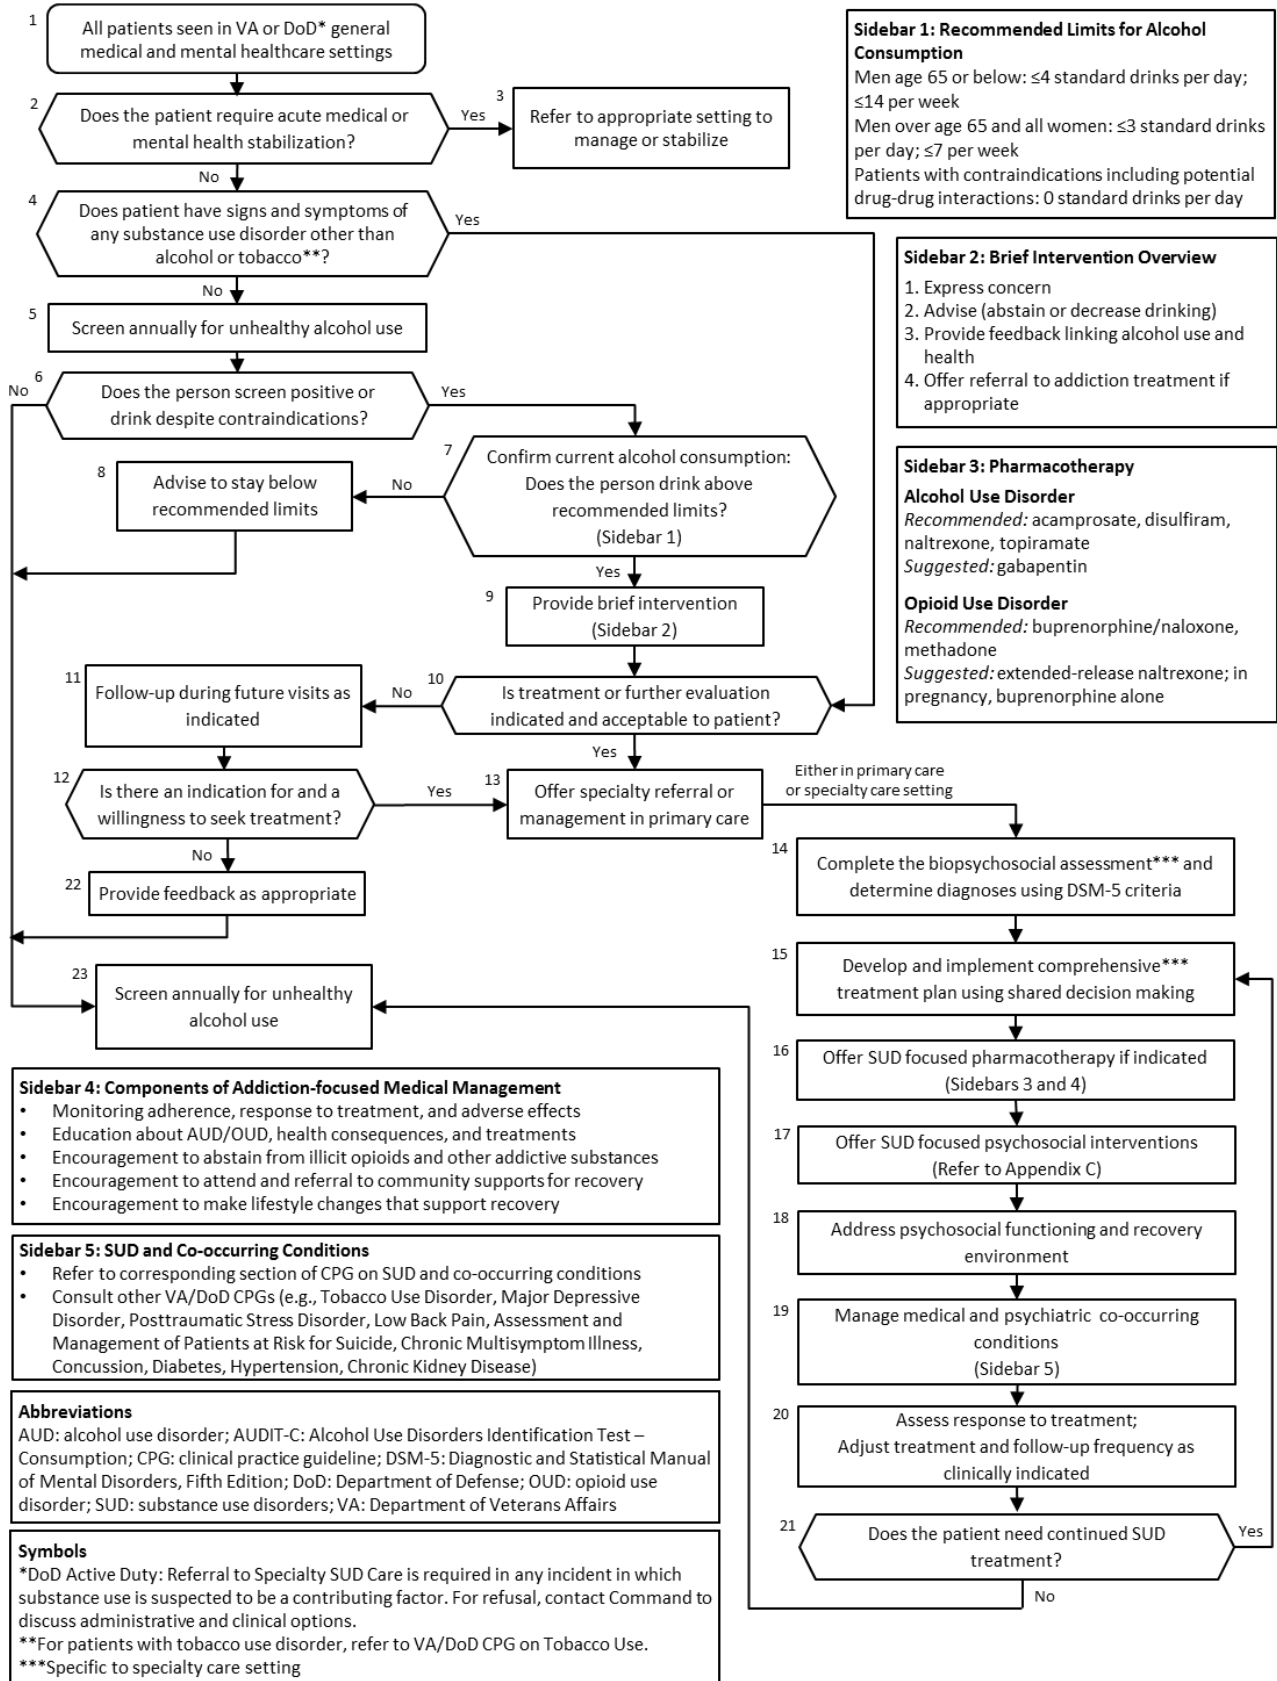 1
All patients seen in VA or DoD* general
medical and mental healthcare settings
2
Does the patient require acute medical or
mental health stabilization?
Yes
3
Refer to appropriate setting to
manage or stabilize
No
4
Does patient have signs and symptoms of
any substance use disorder other than
alcohol or tobacco**?
Yes
No
5
Screen annually for unhealthy alcohol use
6
No
Does the person screen positive or
drink despite contraindications?
Yes
7
Confirm current alcohol consumption:
Does the person drink above
recommended limits?
(Sidebar 1)
No
8
Advise to stay below
recommended limits
Yes
9
Provide brief intervention
(Sidebar 2)
10
Is treatment or further evaluation
indicated and acceptable to patient?
No
11
Follow-up during future visits as
indicated
Yes
12
Is there an indication for and a
willingness to seek treatment?
Yes
13
Offer specialty referral or
management in primary care
Either in primary care
or specialty care setting
No
22
Provide feedback as appropriate
23
Screen annually for unhealthy
alcohol use
14
Complete the biopsychosocial assessment*** and
determine diagnoses using DSM-5 criteria
15
Develop and implement comprehensive***
treatment plan using shared decision making
16
Offer SUD focused pharmacotherapy if indicated
(Sidebars 3 and 4)
17
Offer SUD focused psychosocial interventions
(Refer to Appendix C)
18
Address psychosocial functioning and recovery
environment
19
Manage medical and psychiatric co-occurring
conditions
(Sidebar 5)
20
Assess response to treatment;
Adjust treatment and follow-up frequency as
clinically indicated
21
Does the patient need continued SUD
treatment?
Yes
No
Sidebar 1: Recommended Limits for Alcohol
Consumption
Men age 65 or below: ≤4 standard drinks per day;
≤14 per week
Men over age 65 and all women: ≤3 standard drinks
per day; ≤7 per week
Patients with contraindications including potential
drug-drug interactions: 0 standard drinks per day
Sidebar 2: Brief Intervention Overview
1. Express concern
2. Advise (abstain or decrease drinking)
3. Provide feedback linking alcohol use and
health
4. Offer referral to addiction treatment if
appropriate
Sidebar 3: Pharmacotherapy
Alcohol Use Disorder
Recommended: acamprosate, disulfiram,
naltrexone, topiramate
Suggested: gabapentin
Opioid Use Disorder
Recommended: buprenorphine/naloxone,
methadone
Suggested: extended-release naltrexone; in
pregnancy, buprenorphine alone
Sidebar 4: Components of Addiction-focused Medical Management
• Monitoring adherence, response to treatment, and adverse effects
• Education about AUD/OUD, health consequences, and treatments
• Encouragement to abstain from illicit opioids and other addictive substances
• Encouragement to attend and referral to community supports for recovery
• Encouragement to make lifestyle changes that support recovery
Sidebar 5: SUD and Co-occurring Conditions
• Refer to corresponding section of CPG on SUD and co-occurring conditions
• Consult other VA/DoD CPGs (e.g., Tobacco Use Disorder, Major Depressive
Disorder, Posttraumatic Stress Disorder, Low Back Pain, Assessment and
Management of Patients at Risk for Suicide, Chronic Multisymptom Illness,
Concussion, Diabetes, Hypertension, Chronic Kidney Disease)
Abbreviations
AUD: alcohol use disorder; AUDIT-C: Alcohol Use Disorders Identification Test –
Consumption; CPG: clinical practice guideline; DSM-5: Diagnostic and Statistical Manual
of Mental Disorders, Fifth Edition; DoD: Department of Defense; OUD: opioid use
disorder; SUD: substance use disorders; VA: Department of Veterans Affairs
Symbols
*DoD Active Duty: Referral to Specialty SUD Care is required in any incident in which
substance use is suspected to be a contributing factor. For refusal, contact Command to
discuss administrative and clinical options.
**For patients with tobacco use disorder, refer to VA/DoD CPG on Tobacco Use.
***Specific to specialty care setting